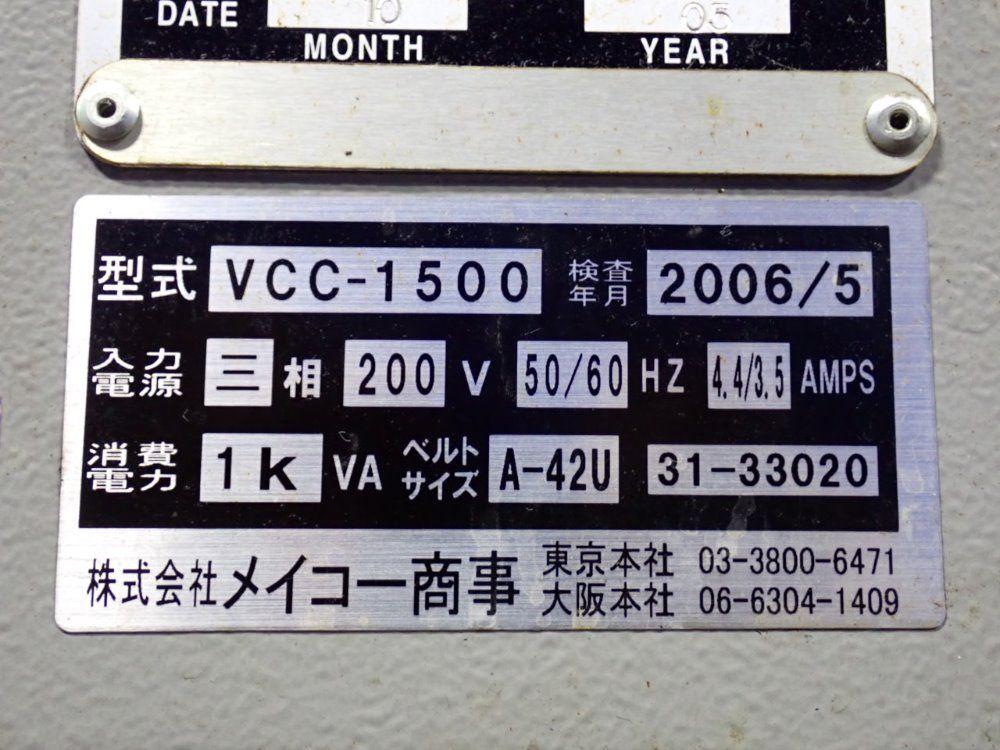 DATE 10 05
MONTH YEAR
型式 VCC-1500 検査年月 2006/5
入力電源 三相 200 V 50/60 HZ 4.4/3.5 AMPS
消費電力 1k VA ベルトサイズ A-42U 31-33020
株式会社 メイコー商事 東京本社 03-3800-6471
大阪本社 06-6304-1409